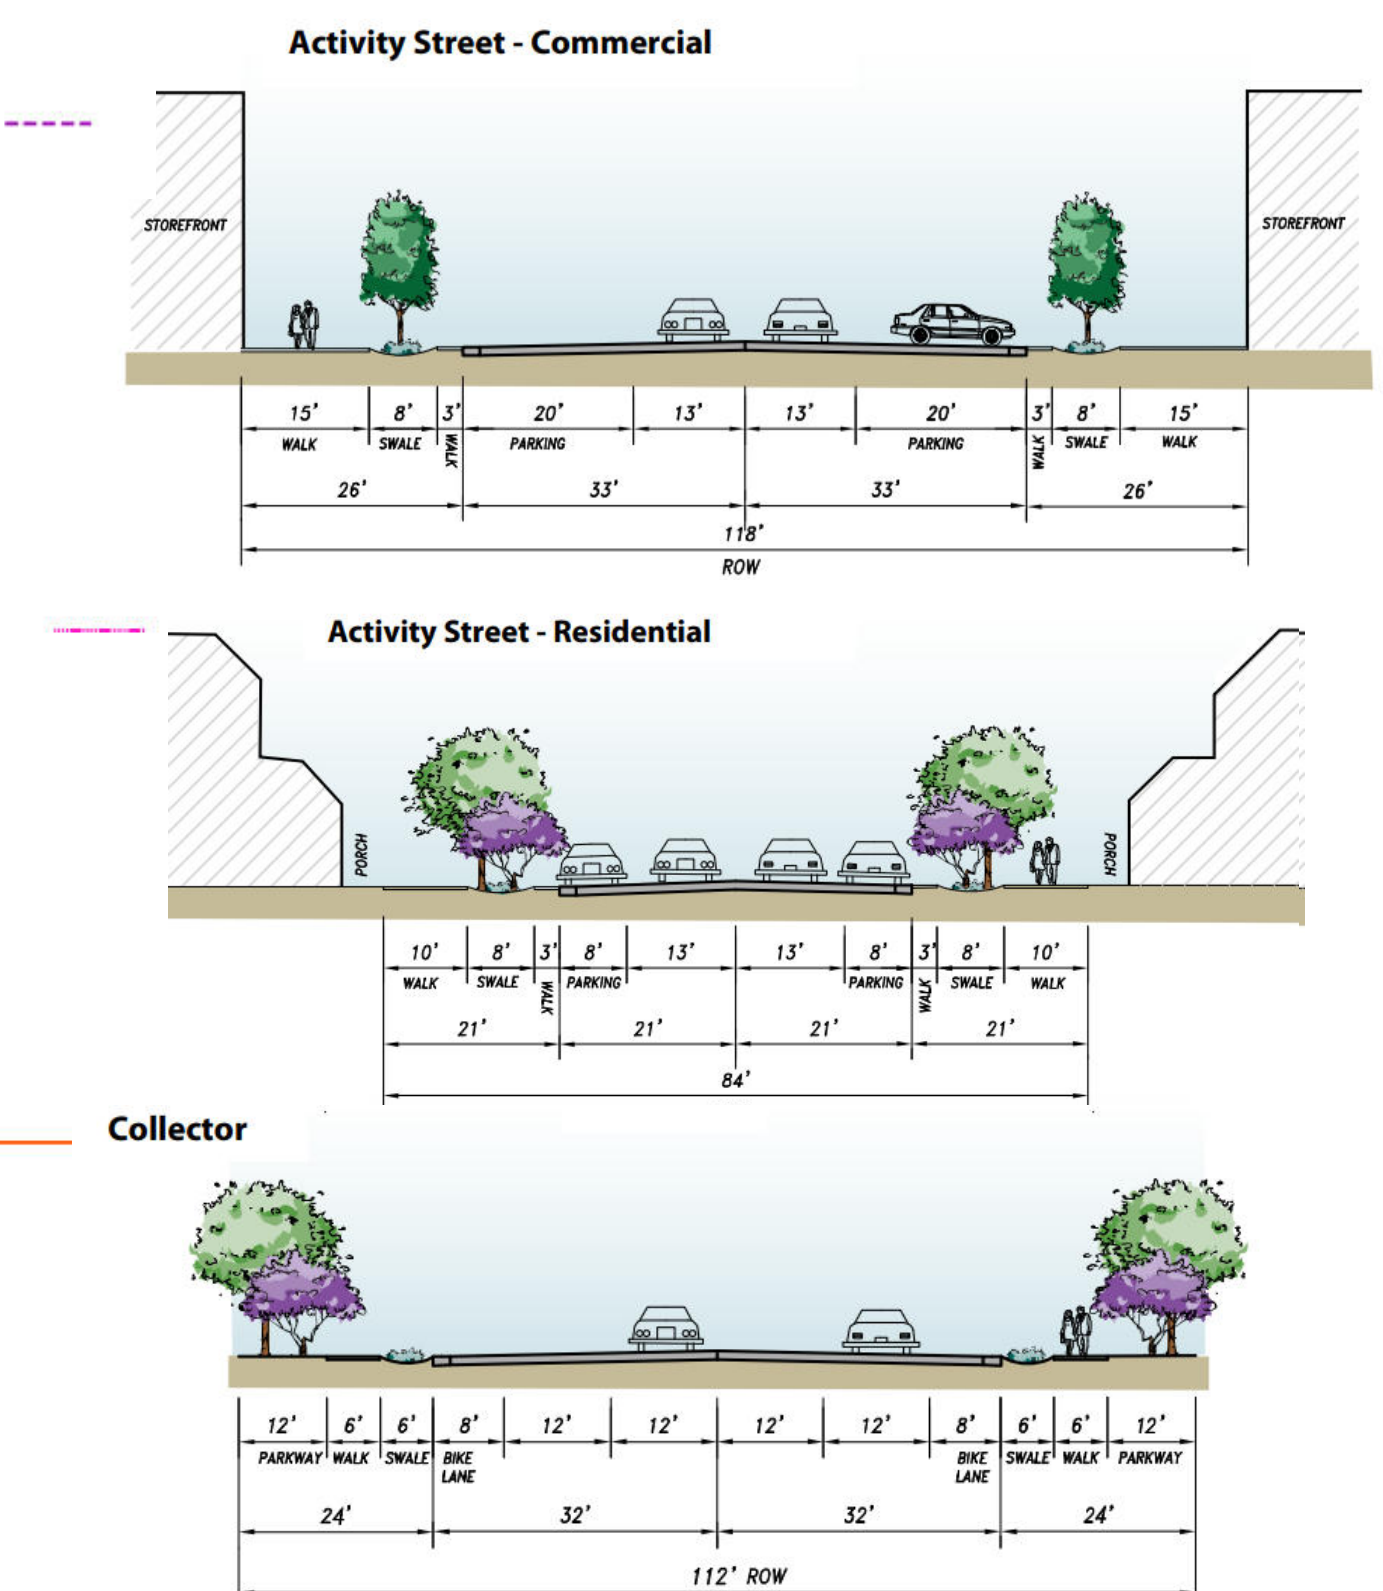 Activity Street - Commercial
STOREFRONT
STOREFRONT
15' 8' 3' 20' 13' 13' 20' 3' 8' 15'
WALK SWALE WALK PARKING PARKING WALK SWALE WALK
26' 33' 33' 26'
118'
ROW
Activity Street - Residential
PORCH
PORCH
10' 8' 3' 8' 13' 13' 8' 3' 8' 10'
WALK SWALE WALK PARKING PARKING WALK SWALE WALK
21' 21' 21' 21'
84'
Collector
12' 6' 6' 8' 12' 12' 12' 12' 8' 6' 6' 12'
PARKWAY WALK SWALE BIKE LANE BIKE LANE SWALE WALK PARKWAY
24' 32' 32' 24'
112' ROW